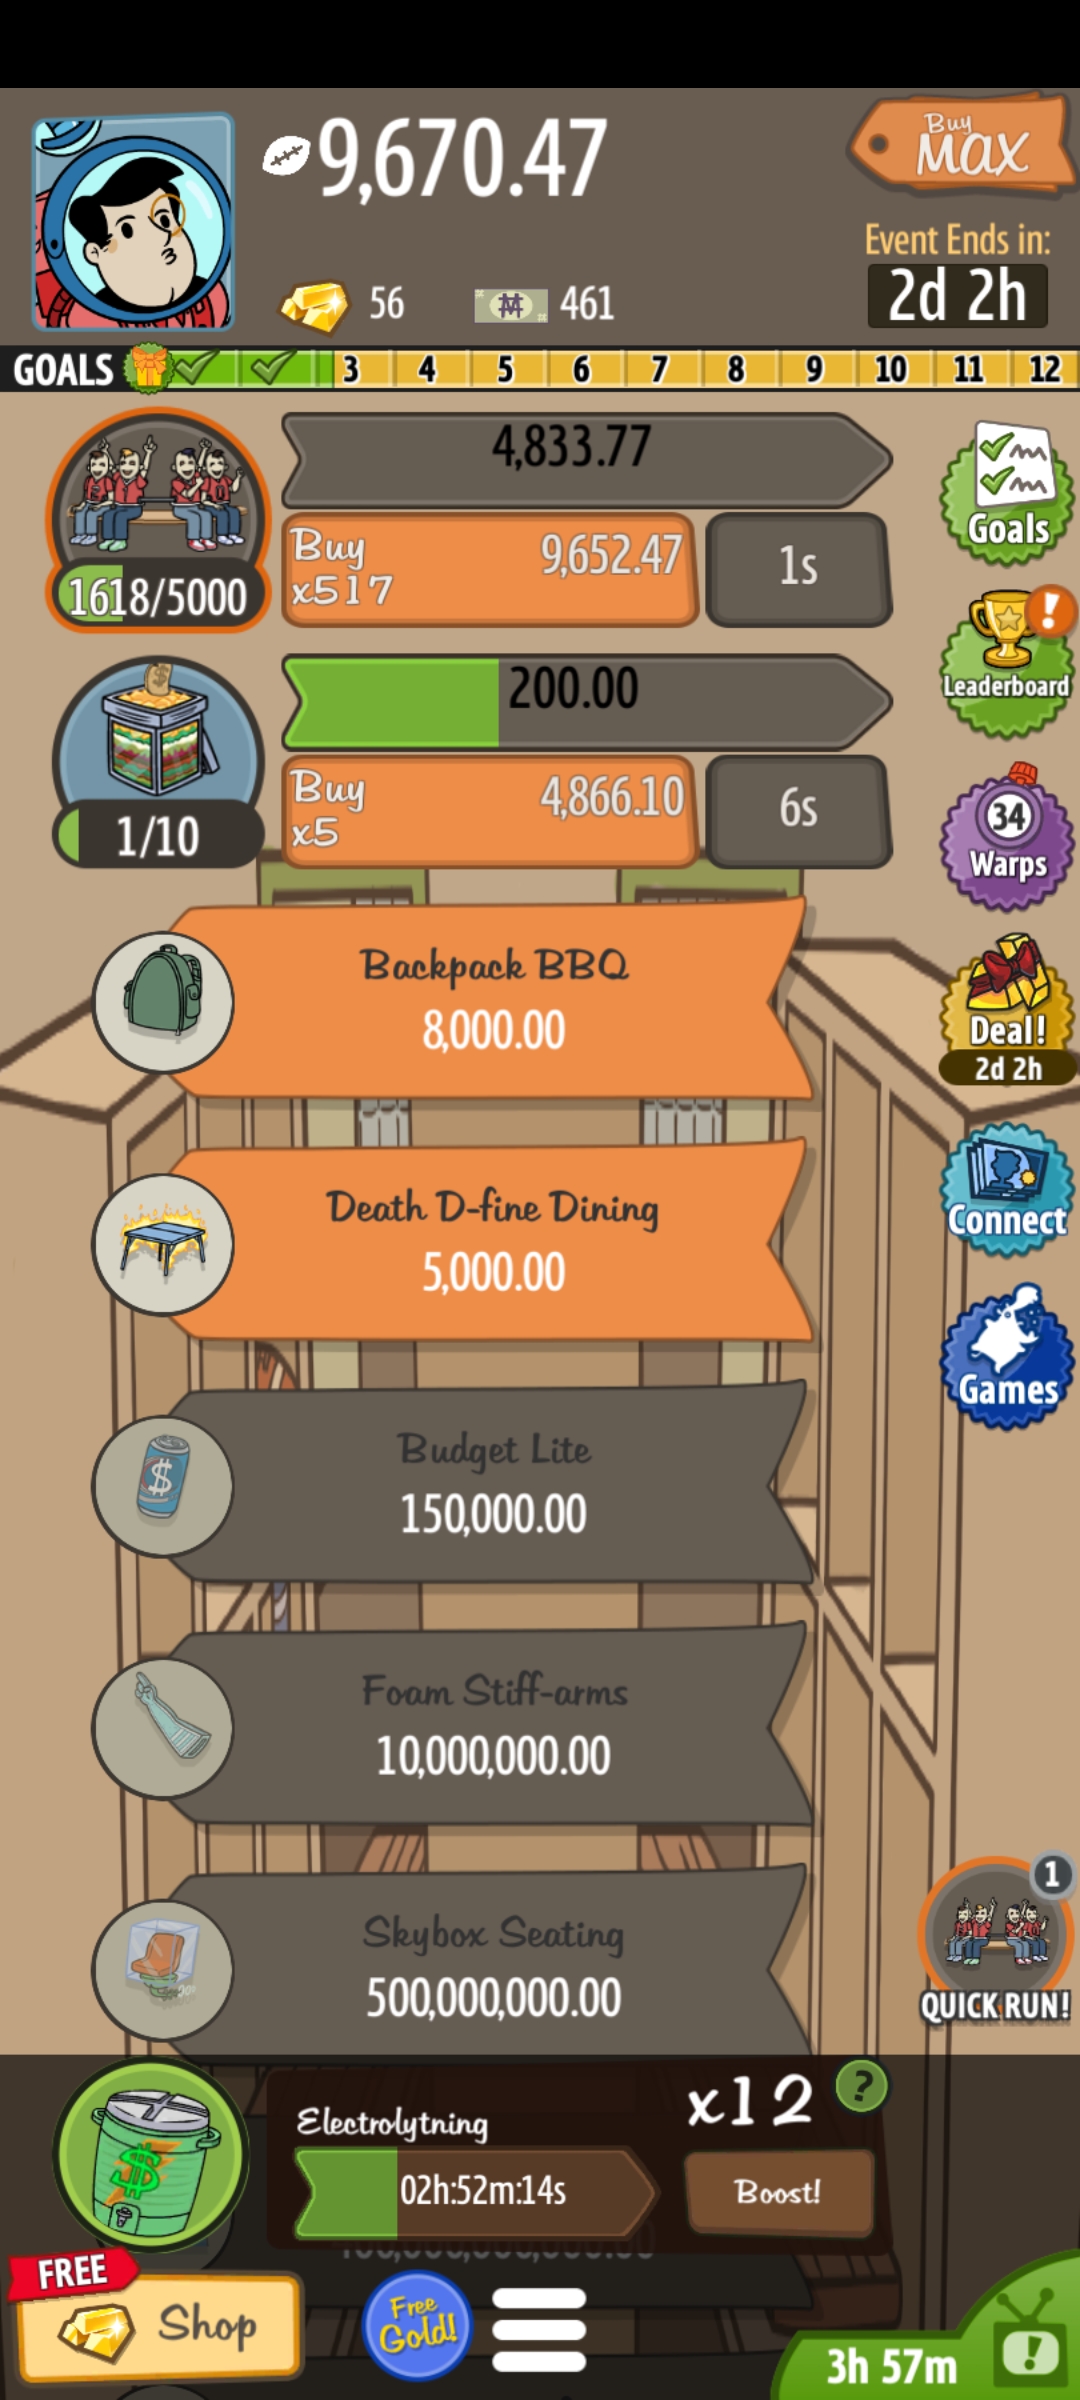 9,670.47
Buy
MAX
Event Ends in:
2d 2h
56
461
GOALS
3 4 5 6 7 8 9 10 11 12
4,833.77
Buy
x517
9,652.47
1s
1618/5000
Goals
Leaderboard
200.00
Buy
x5
4,866.10
6s
1/10
34
Warps
Backpack BBQ
8,000.00
Deal!
2d 2h
Death D-fine Dining
5,000.00
Connect
Games
Budget Lite
150,000.00
Foam Stiff-arms
10,000,000.00
Skybox Seating
500,000,000.00
1
QUICK RUN!
Electrolytning
x12
?
02h:52m:14s
Boost!
FREE
Shop
Free
Gold!
3h 57m